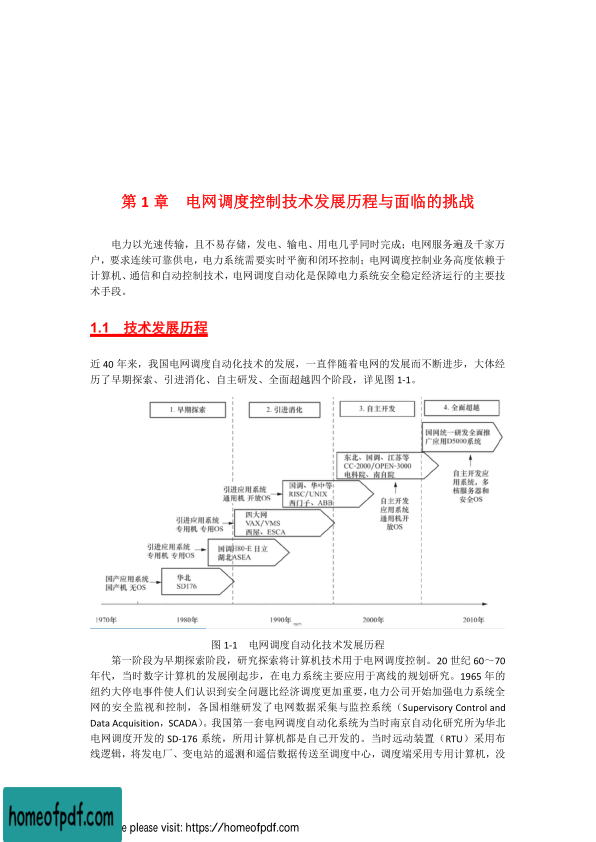 第 1 章 电网调度控制技术发展历程与面临的挑战
电力以光速传输，且不易存储，发电、输电、用电几乎同时完成；电网服务遍及千家万
户，要求连续可靠供电，电力系统需要实时平衡和闭环控制；电网调度控制业务高度依赖于
计算机、通信和自动控制技术，电网调度自动化是保障电力系统安全稳定经济运行的主要技
术手段。
1.1 技术发展历程
近 40 年来，我国电网调度自动化技术的发展，一直伴随着电网的发展而不断进步，大体经
历了早期探索、引进消化、自主研发、全面超越四个阶段，详见图 1-1。
1. 早期探索
2. 引进消化
3. 自主开发
4. 全面超越
国网统一研发全面推
广应用D5000系统
东北、国调、江苏等
CC-2000/OPEN-3000
电科院、南自院
自主开发应
用系统，多
核服务器和
安全OS
引进应用系统
通用机 开放OS
国调、华中等
RISC/UNIX
西门子、ABB
自主开发
应用系统
通用机开
放OS
引进应用系统
专用机 专用OS
四大网
VAX/VMS
西屋、ESCA
引进应用系统
专用机 专用OS
国调H80-E 日立
湖北ASEA
国产应用系统
国产机 无OS
华北
SD176
1970年
1980年
1990年
2000年
2010年
图 1-1 电网调度自动化技术发展历程
第一阶段为早期探索阶段，研究探索将计算机技术用于电网调度控制。20 世纪 60～70
年代，当时数字计算机的发展刚起步，在电力系统主要应用于离线的规划研究。1965 年的
纽约大停电事件使人们认识到安全问题比经济调度更加重要，电力公司开始加强电力系统全
网的安全监视和控制，各国相继研发了电网数据采集与监控系统（Supervisory Control and
Data Acquisition，SCADA）。我国第一套电网调度自动化系统为当时南京自动化研究所为华北
电网调度开发的 SD-176 系统，所用计算机都是自己开发的。当时远动装置（RTU）采用布
线逻辑，将发电厂、变电站的遥测和遥信数据传送至调度中心，调度端采用专用计算机，没
homeofpdf.com
e please visit: https://homeofpdf.com